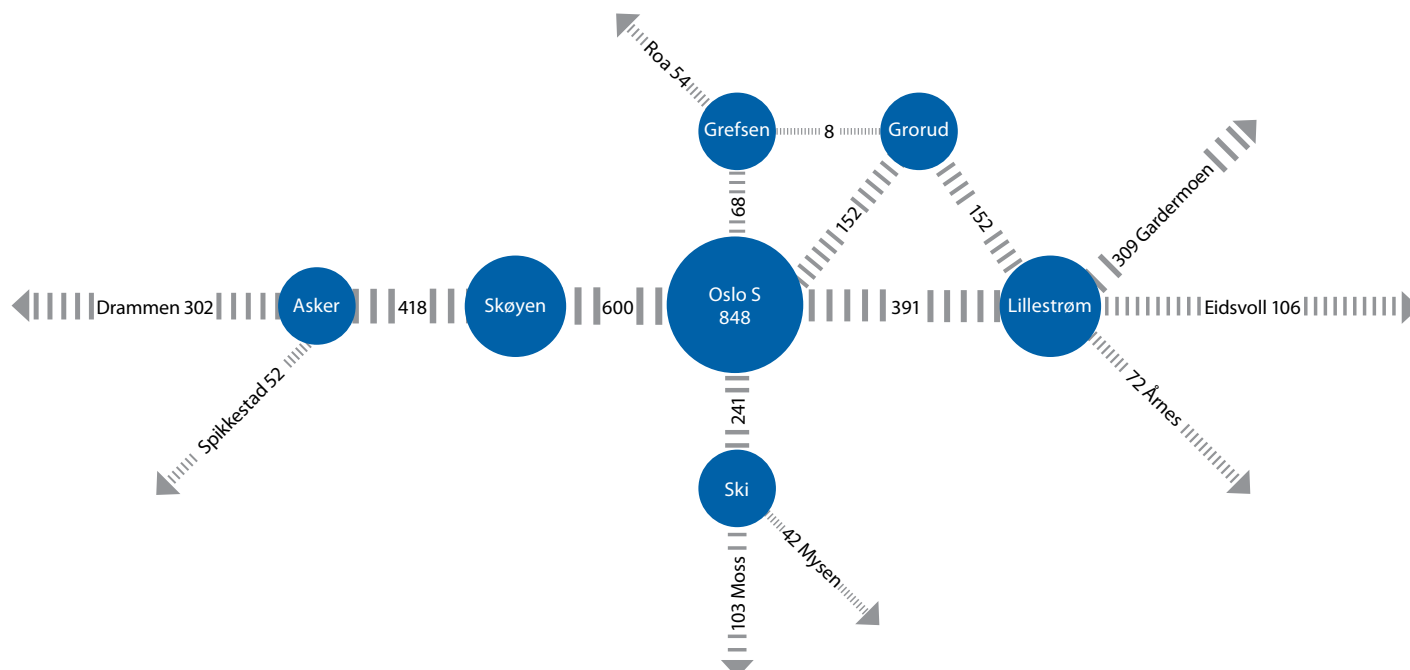 Roa 54
Grefsen
8
Grorud
68
152
152
309 Gardermoen
Drammen 302
Asker
418
Skøyen
600
Oslo S
848
391
Lillestrøm
Eidsvoll 106
Spikkestad 52
241
72 Årnes
Ski
42 Mysen
103 Moss